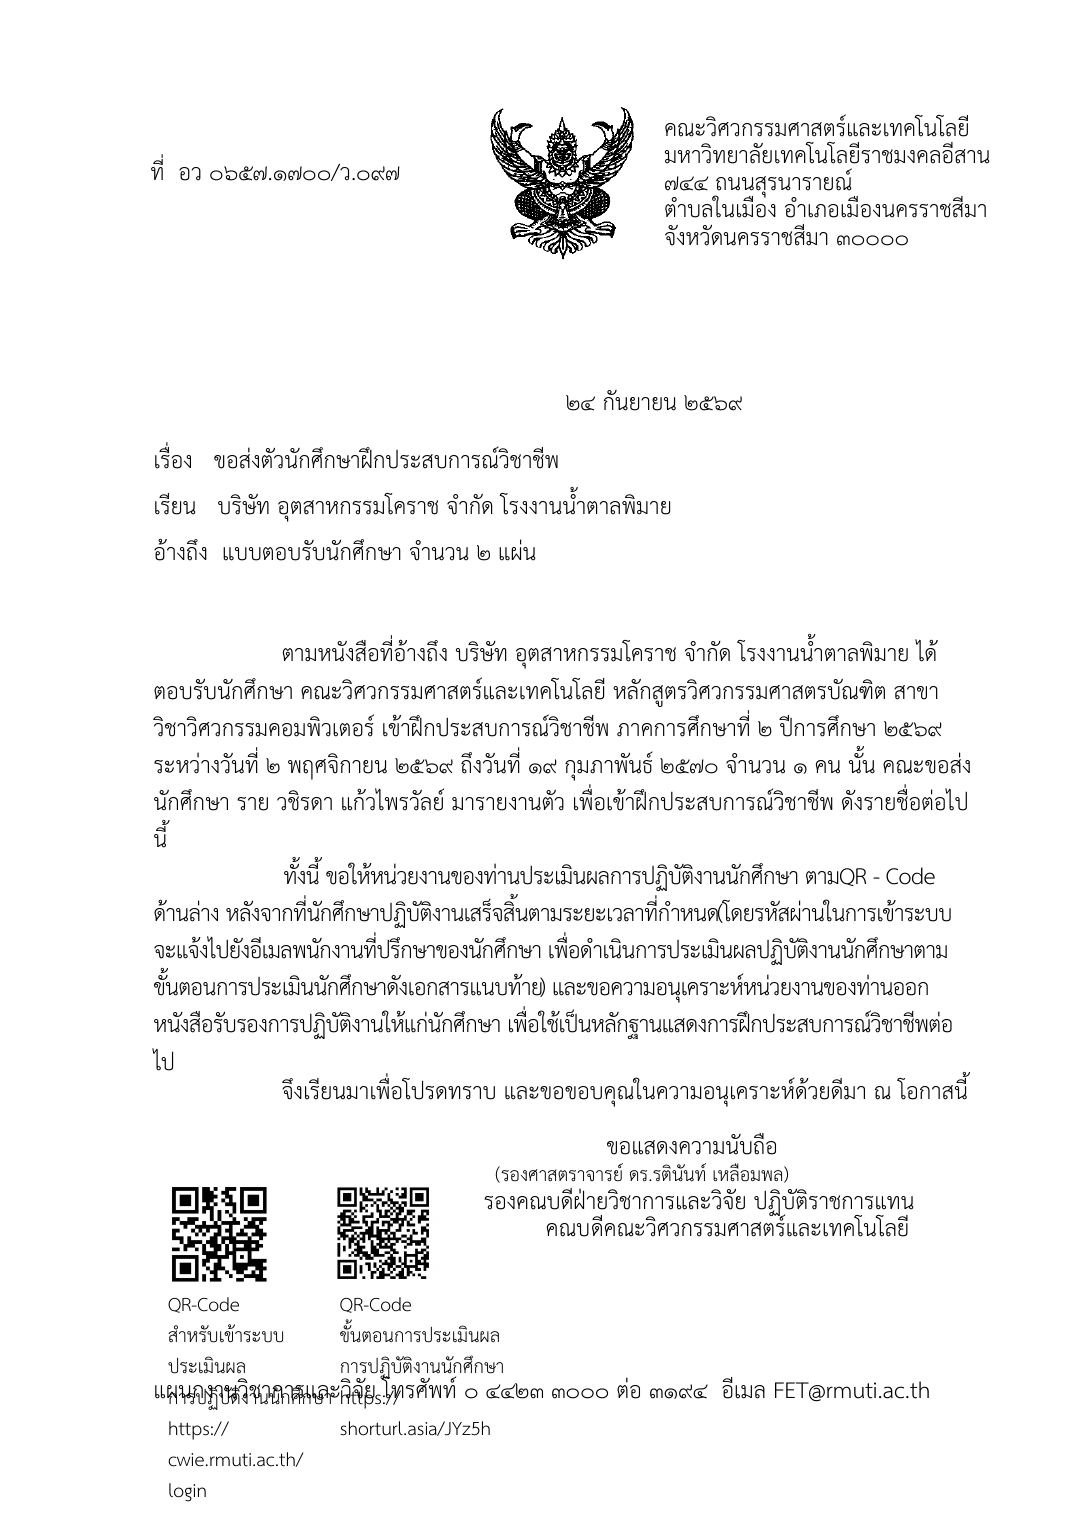 ที่ อว ๐๖๕๗.๑๗๐๐/ว.๐๙๗
คณะวิศวกรรมศาสตร์และเทคโนโลยี
มหาวิทยาลัยเทคโนโลยีราชมงคลอีสาน
๗๔๔ ถนนสุรนารายณ์
ตำบลในเมือง อำเภอเมืองนครราชสีมา
จังหวัดนครราชสีมา ๓๐๐๐๐
๒๔ กันยายน ๒๕๖๙
เรื่อง ขอส่งตัวนักศึกษาฝึกประสบการณ์วิชาชีพ
เรียน บริษัท อุตสาหกรรมโคราช จำกัด โรงงานน้ำตาลพิมาย
อ้างถึง แบบตอบรับนักศึกษา จำนวน ๒ แผ่น
ตามหนังสือที่อ้างถึง บริษัท อุตสาหกรรมโคราช จำกัด โรงงานน้ำตาลพิมาย ได้
ตอบรับนักศึกษา คณะวิศวกรรมศาสตร์และเทคโนโลยี หลักสูตรวิศวกรรมศาสตรบัณฑิต สาขา
วิชาวิศวกรรมคอมพิวเตอร์ เข้าฝึกประสบการณ์วิชาชีพ ภาคการศึกษาที่ ๒ ปีการศึกษา ๒๕๖๙
ระหว่างวันที่ ๒ พฤศจิกายน ๒๕๖๙ ถึงวันที่ ๑๙ กุมภาพันธ์ ๒๕๗๐ จำนวน ๑ คน นั้น คณะขอส่ง
นักศึกษา ราย วชิรดา แก้วไพรวัลย์ มารายงานตัว เพื่อเข้าฝึกประสบการณ์วิชาชีพ ดังรายชื่อต่อไป
นี้
ทั้งนี้ ขอให้หน่วยงานของท่านประเมินผลการปฏิบัติงานนักศึกษา ตามQR - Code
ด้านล่าง หลังจากที่นักศึกษาปฏิบัติงานเสร็จสิ้นตามระยะเวลาที่กำหนด(โดยรหัสผ่านในการเข้าระบบ
จะแจ้งไปยังอีเมลพนักงานที่ปรึกษาของนักศึกษา เพื่อดำเนินการประเมินผลปฏิบัติงานนักศึกษาตาม
ขั้นตอนการประเมินนักศึกษาดังเอกสารแนบท้าย) และขอความอนุเคราะห์หน่วยงานของท่านออก
หนังสือรับรองการปฏิบัติงานให้แก่นักศึกษา เพื่อใช้เป็นหลักฐานแสดงการฝึกประสบการณ์วิชาชีพต่อ
ไป
จึงเรียนมาเพื่อโปรดทราบ และขอขอบคุณในความอนุเคราะห์ด้วยดีมา ณ โอกาสนี้
ขอแสดงความนับถือ
(รองศาสตราจารย์ ดร.รตินันท์ เหลือมพล)
รองคณบดีฝ่ายวิชาการและวิจัย ปฏิบัติราชการแทน
คณบดีคณะวิศวกรรมศาสตร์และเทคโนโลยี
QR-Code
สำหรับเข้าระบบ
ประเมินผล
การปฏิบัติงานนักศึกษา
https://
cwie.rmuti.ac.th/
login
QR-Code
ขั้นตอนการประเมินผล
การปฏิบัติงานนักศึกษา
https://
shorturl.asia/JYz5h
แผนกงานวิชาการและวิจัย โทรศัพท์ ๐ ๔๔๒๓ ๓๐๐๐ ต่อ ๓๑๙๔ อีเมล FET@rmuti.ac.th